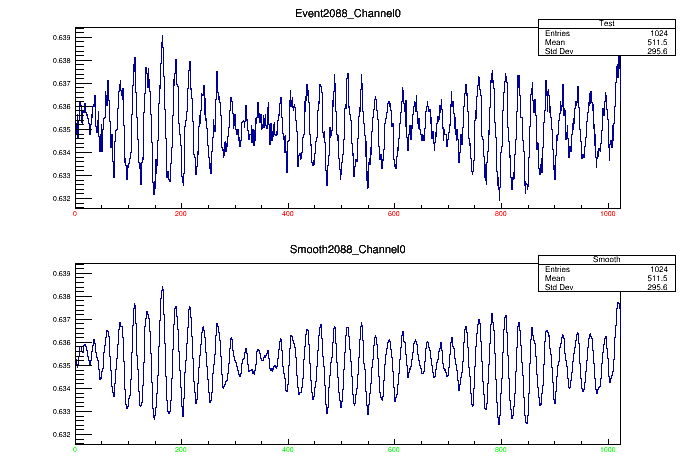 Event2088_Channel0
Test
Entries 1024
Mean 511.5
Std Dev 295.6
0.639
0.638
0.637
0.636
0.635
0.634
0.633
0.632
0 200 400 600 800 1000
Smooth2088_Channel0
Smooth
Entries 1024
Mean 511.5
Std Dev 295.6
0.639
0.638
0.637
0.636
0.635
0.634
0.633
0.632
0 200 400 600 800 1000